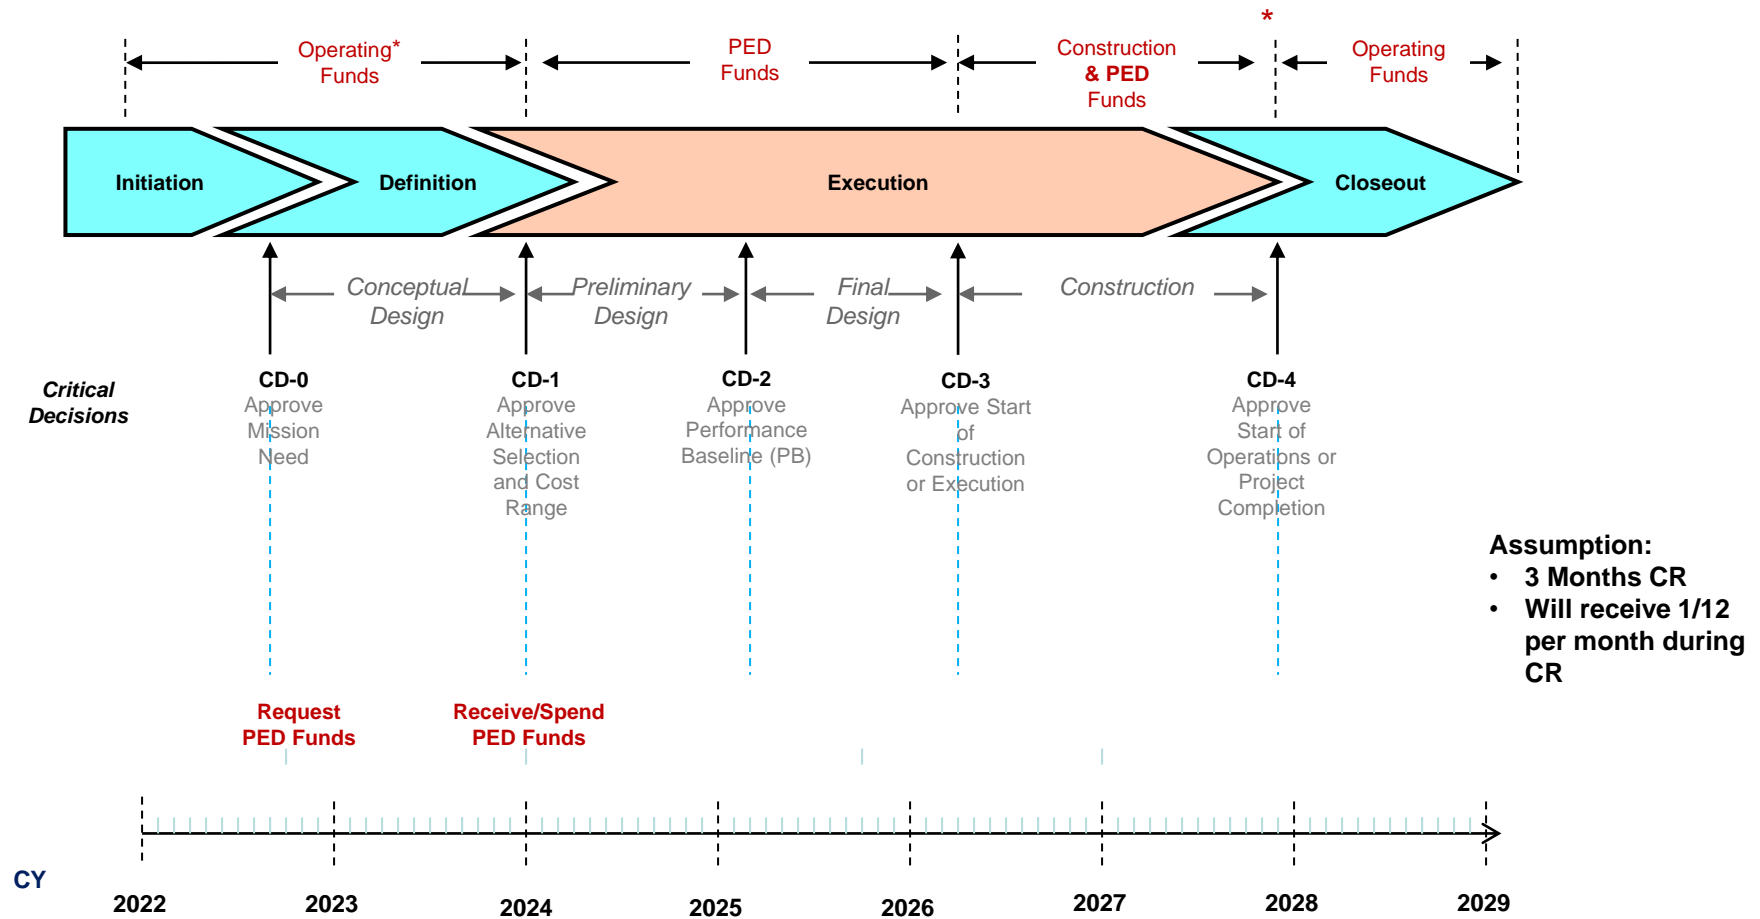 *
Operating*
Funds
PED
Funds
Construction
& PED
Funds
Operating
Funds
Initiation
Definition
Execution
Closeout
Conceptual
Design
Preliminary
Design
Final
Design
Construction
Critical
Decisions
CD-0
Approve
Mission
Need
CD-1
Approve
Alternative
Selection
and Cost
Range
CD-2
Approve
Performance
Baseline (PB)
CD-3
Approve Start
of
Construction
or Execution
CD-4
Approve
Start of
Operations or
Project
Completion
Assumption:
• 3 Months CR
• Will receive 1/12
per month during
CR
Request
PED Funds
Receive/Spend
PED Funds
CY
2022
2023
2024
2025
2026
2027
2028
2029